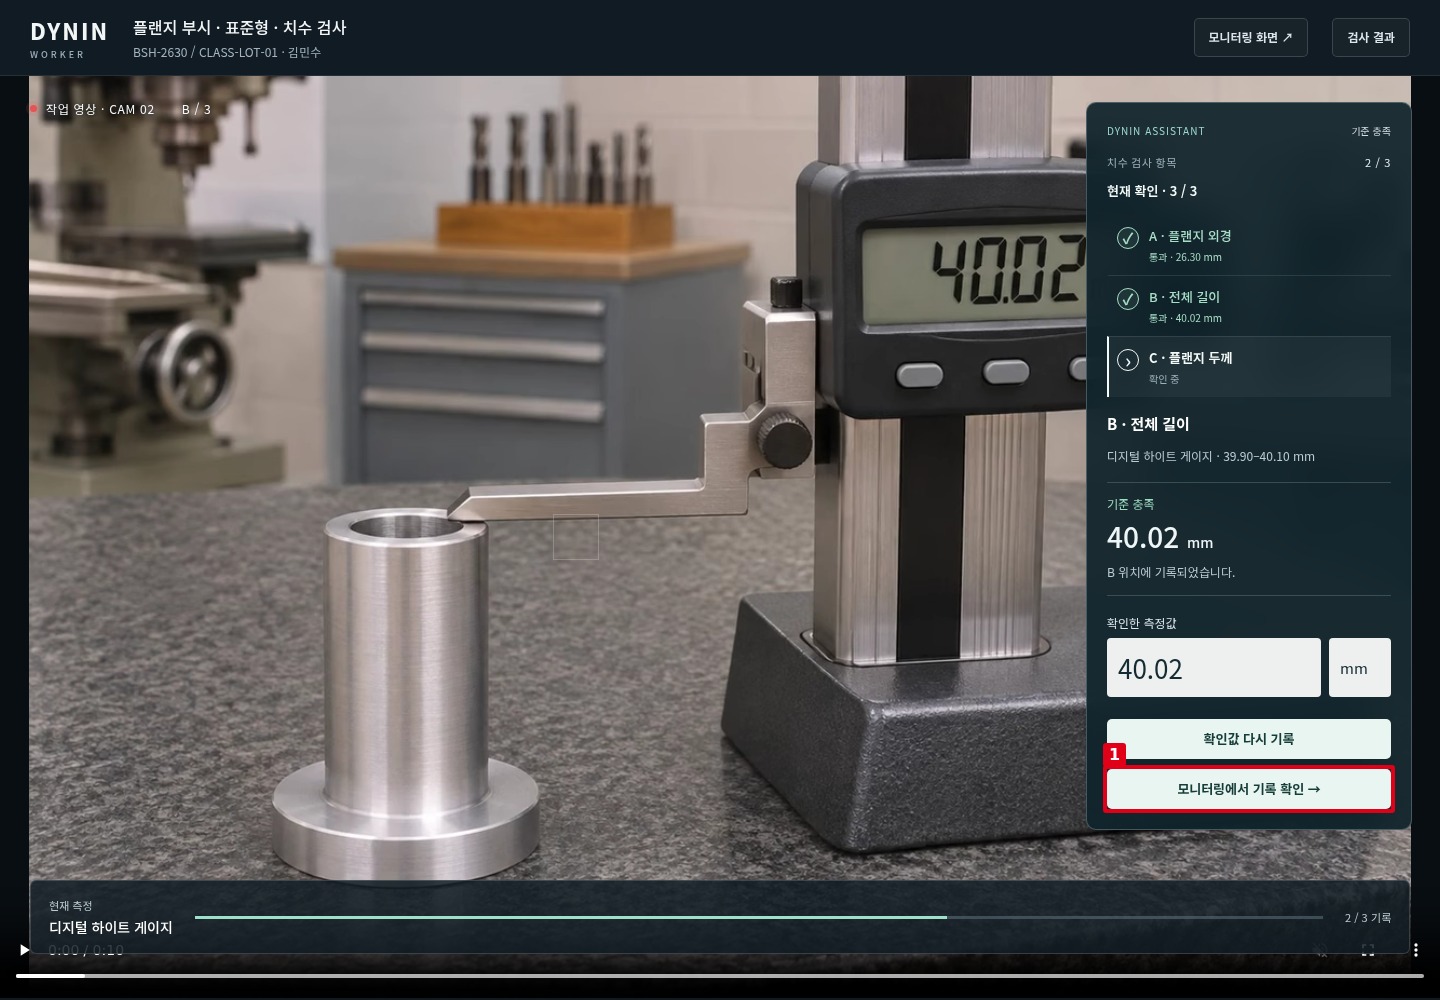 DYNIN
WORKER
플랜지 부시 · 표준형 · 치수 검사
BSH-2630 / CLASS-LOT-01 · 김민수
모니터링 화면 ↗
검사 결과
작업 영상 · CAM 02
B / 3
40.02
DYNIN ASSISTANT
기준 충족
치수 검사 항목
2 / 3
현재 확인 · 3 / 3
A · 플랜지 외경
통과 · 26.30 mm
B · 전체 길이
통과 · 40.02 mm
C · 플랜지 두께
확인 중
B · 전체 길이
디지털 하이트 게이지 · 39.90–40.10 mm
기준 충족
40.02 mm
B 위치에 기록되었습니다.
확인한 측정값
40.02
mm
확인값 다시 기록
1
모니터링에서 기록 확인 →
현재 측정
디지털 하이트 게이지
2 / 3 기록
0:00 / 0:10